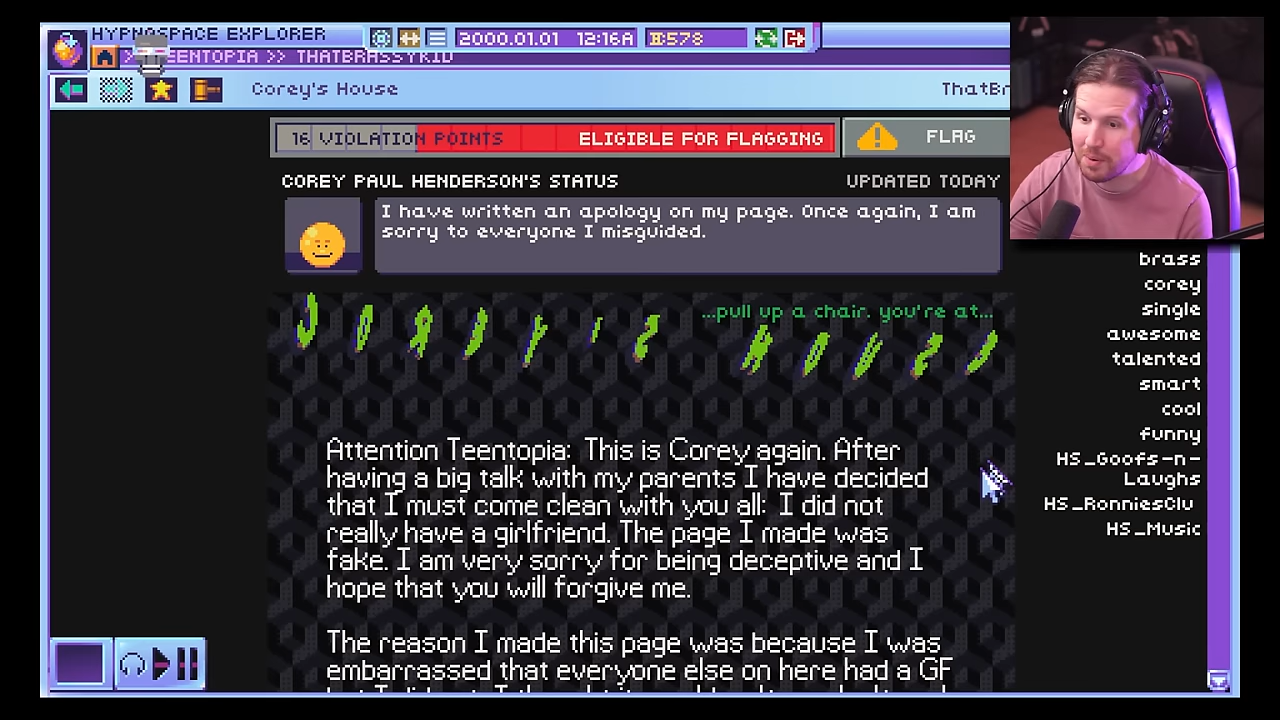 HYPNOSPACE EXPLORER
2000.01.01 12:16A
578
EENTOPIA >> THATBRASSYKID
Corey's House
ThatBr
16 VIOLATION POINTS
ELIGIBLE FOR FLAGGING
FLAG
COREY PAUL HENDERSON'S STATUS
UPDATED TODAY
I have written an apology on my page. Once again, I am
sorry to everyone I misguided.
...pull up a chair. you're at...
brass
corey
single
awesome
talented
smart
cool
funny
HS_Goofs-n-
Laughs
HS_RonniesClu
HS_Music
Attention Teentopia: This is Corey again. After
having a big talk with my parents I have decided
that I must come clean with you all: I did not
really have a girlfriend. The page I made was
fake. I am very sorry for being deceptive and I
hope that you will forgive me.
The reason I made this page was because I was
embarrassed that everyone else on here had a GF